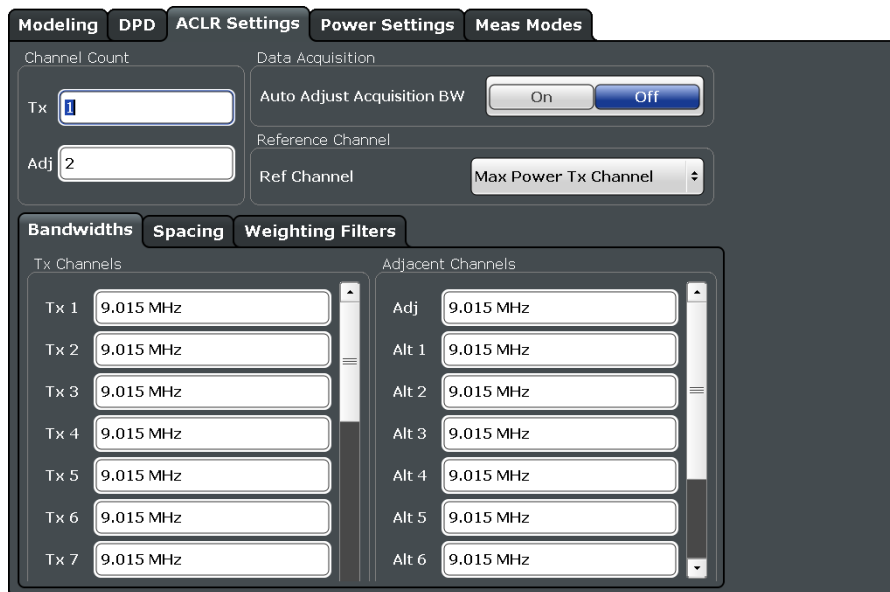 Modeling DPD ACLR Settings Power Settings Meas Modes
Channel Count
Tx 1
Adj 2
Data Acquisition
Auto Adjust Acquisition BW On Off
Reference Channel
Ref Channel Max Power Tx Channel
Bandwidths Spacing Weighting Filters
Tx Channels
Tx 1 9.015 MHz
Tx 2 9.015 MHz
Tx 3 9.015 MHz
Tx 4 9.015 MHz
Tx 5 9.015 MHz
Tx 6 9.015 MHz
Tx 7 9.015 MHz
Adjacent Channels
Adj 9.015 MHz
Alt 1 9.015 MHz
Alt 2 9.015 MHz
Alt 3 9.015 MHz
Alt 4 9.015 MHz
Alt 5 9.015 MHz
Alt 6 9.015 MHz